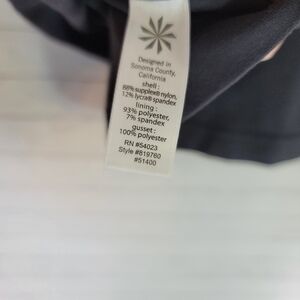 Designed in
Sonoma County,
California
shell :
88% supplex® nylon,
12% lycra® spandex
lining :
93% polyester,
7% spandex
gusset :
100% polyester
RN #54023
Style #819760
#51400